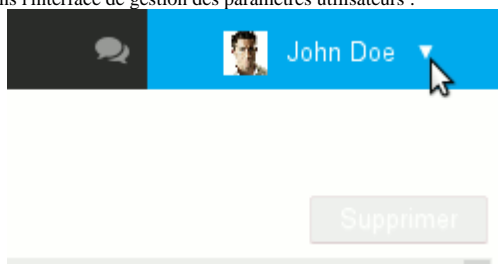 ns l'interface de gestion des paramètres utilisateurs :
John Doe
Supprimer